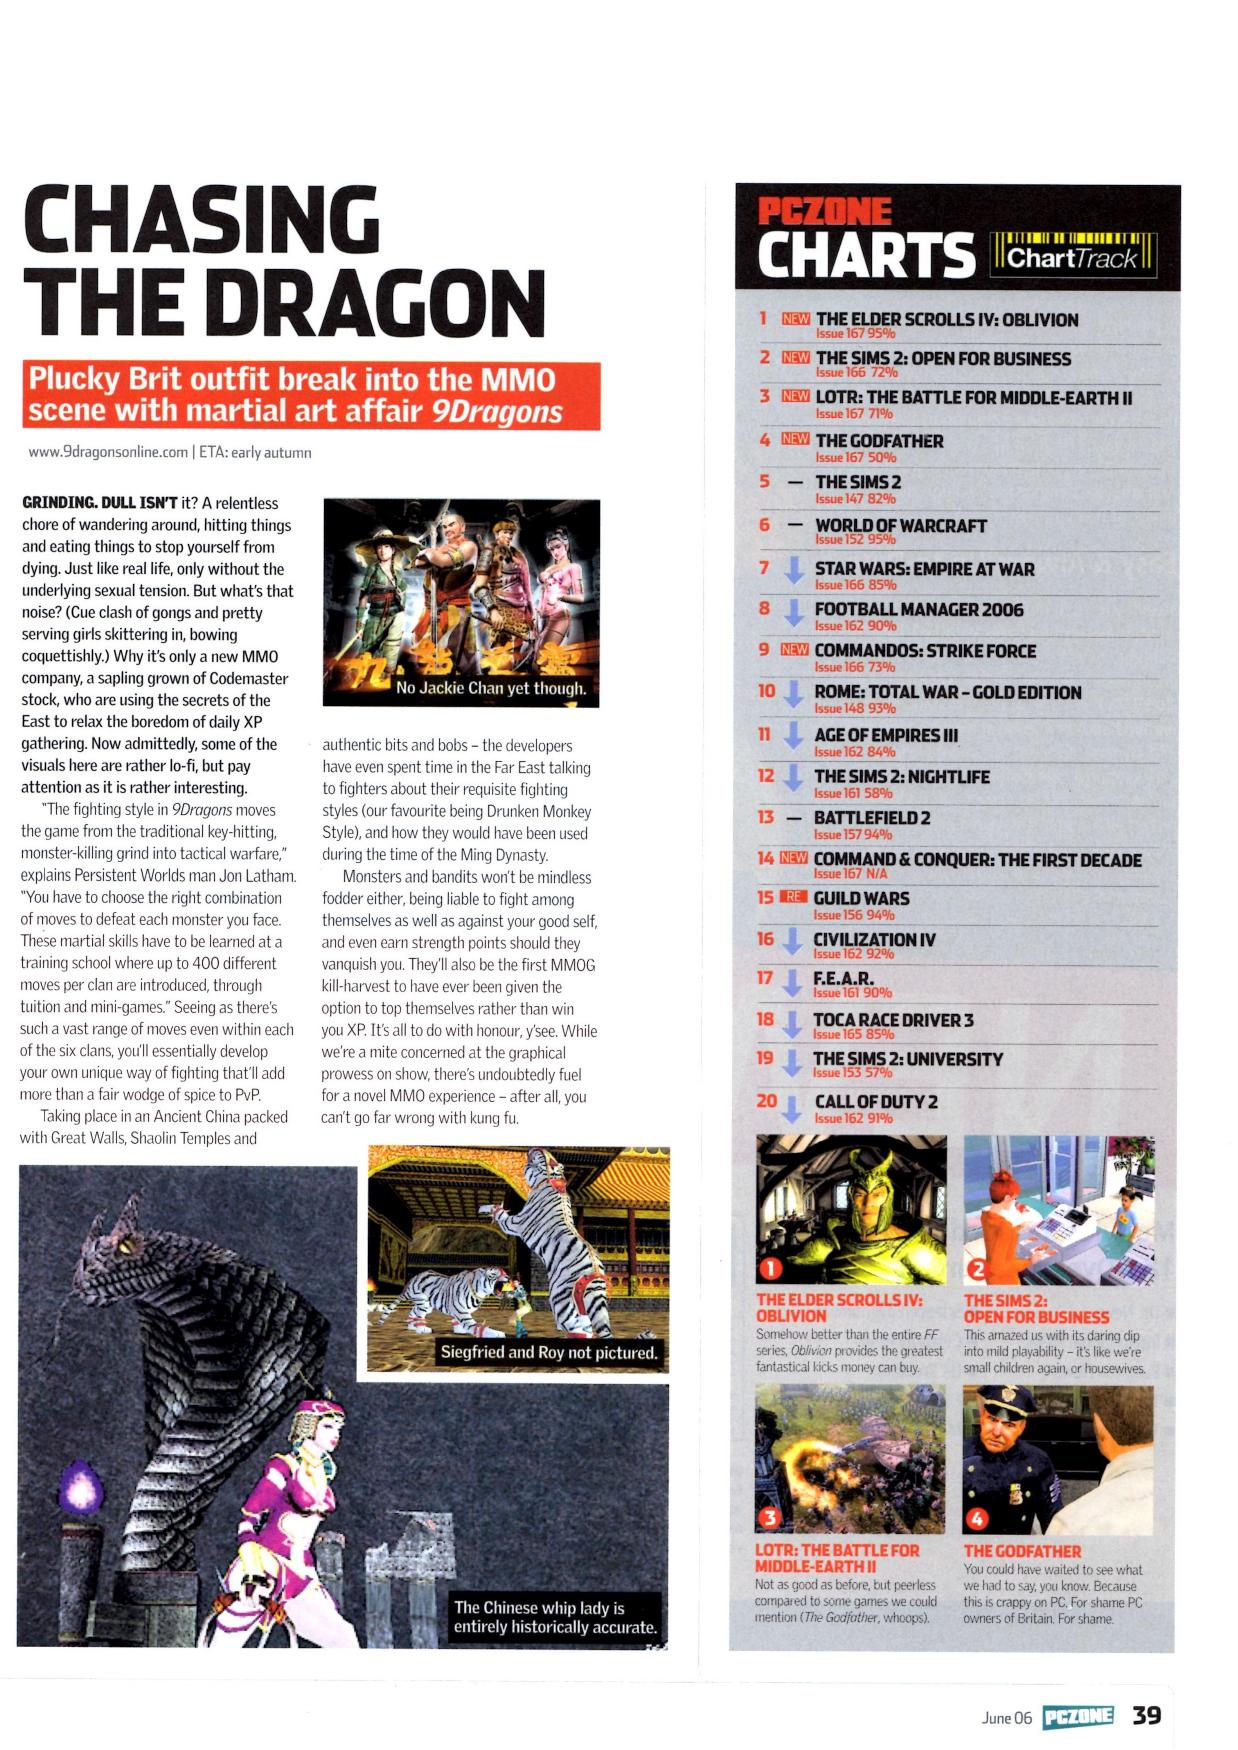 CHASING
THE DRAGON
Plucky Brit outfit break into the MMO
scene with martial art affair 9Dragons
www.9dragonsonline.com | ETA: early autumn
GRINDING. DULL ISN'T it? A relentless
chore of wandering around, hitting things
and eating things to stop yourself from
dying. Just like real life, only without the
underlying sexual tension. But what's that
noise? (Cue clash of gongs and pretty
serving girls skittering in, bowing
coquettishly.) Why it's only a new MMO
company, a sapling grown of Codemaster
stock, who are using the secrets of the
East to relax the boredom of daily XP
gathering. Now admittedly, some of the
visuals here are rather lo-fi, but pay
attention as it is rather interesting.
"The fighting style in 9Dragons moves
the game from the traditional key-hitting,
monster-killing grind into tactical warfare,"
explains Persistent Worlds man Jon Latham.
"You have to choose the right combination
of moves to defeat each monster you face.
These martial skills have to be learned at a
training school where up to 400 different
moves per clan are introduced, through
tuition and mini-games." Seeing as there's
such a vast range of moves even within each
of the six clans, you'll essentially develop
your own unique way of fighting that'll add
more than a fair wodge of spice to PvP.
Taking place in an Ancient China packed
with Great Walls, Shaolin Temples and
No Jackie Chan yet though.
authentic bits and bobs – the developers
have even spent time in the Far East talking
to fighters about their requisite fighting
styles (our favourite being Drunken Monkey
Style), and how they would have been used
during the time of the Ming Dynasty.
Monsters and bandits won't be mindless
fodder either, being liable to fight among
themselves as well as against your good self,
and even earn strength points should they
vanquish you. They'll also be the first MMOG
kill-harvest to have ever been given the
option to top themselves rather than win
you XP. It's all to do with honour, y'see. While
we're a mite concerned at the graphical
prowess on show, there's undoubtedly fuel
for a novel MMO experience – after all, you
can't go far wrong with kung fu.
Siegfried and Roy not pictured.
The Chinese whip lady is
entirely historically accurate.
PCZONE
CHARTS ChartTrack
1 NEW THE ELDER SCROLLS IV: OBLIVION
Issue 167 95%
2 NEW THE SIMS 2: OPEN FOR BUSINESS
Issue 166 72%
3 NEW LOTR: THE BATTLE FOR MIDDLE-EARTH II
Issue 167 71%
4 NEW THE GODFATHER
Issue 167 50%
5 – THE SIMS 2
Issue 147 82%
6 – WORLD OF WARCRAFT
Issue 152 95%
7 STAR WARS: EMPIRE AT WAR
Issue 166 85%
8 FOOTBALL MANAGER 2006
Issue 162 90%
9 NEW COMMANDOS: STRIKE FORCE
Issue 166 73%
10 ROME: TOTAL WAR – GOLD EDITION
Issue 148 93%
11 AGE OF EMPIRES III
Issue 162 84%
12 THE SIMS 2: NIGHTLIFE
Issue 161 58%
13 – BATTLEFIELD 2
Issue 157 94%
14 NEW COMMAND & CONQUER: THE FIRST DECADE
Issue 167 N/A
15 RE GUILD WARS
Issue 156 94%
16 CIVILIZATION IV
Issue 162 92%
17 F.E.A.R.
Issue 161 90%
18 TOCA RACE DRIVER 3
Issue 165 85%
19 THE SIMS 2: UNIVERSITY
Issue 153 57%
20 CALL OF DUTY 2
Issue 162 91%
1
THE ELDER SCROLLS IV:
OBLIVION
Somehow better than the entire FF
series, Oblivion provides the greatest
fantastical kicks money can buy.
2
THE SIMS 2:
OPEN FOR BUSINESS
This amazed us with its daring dip
into mild playability – it's like we're
small children again, or housewives.
3
LOTR: THE BATTLE FOR
MIDDLE-EARTH II
Not as good as before, but peerless
compared to some games we could
mention (The Godfather, whoops).
4
THE GODFATHER
You could have waited to see what
we had to say, you know. Because
this is crappy on PC. For shame PC
owners of Britain. For shame.
June 06 PCZONE 39